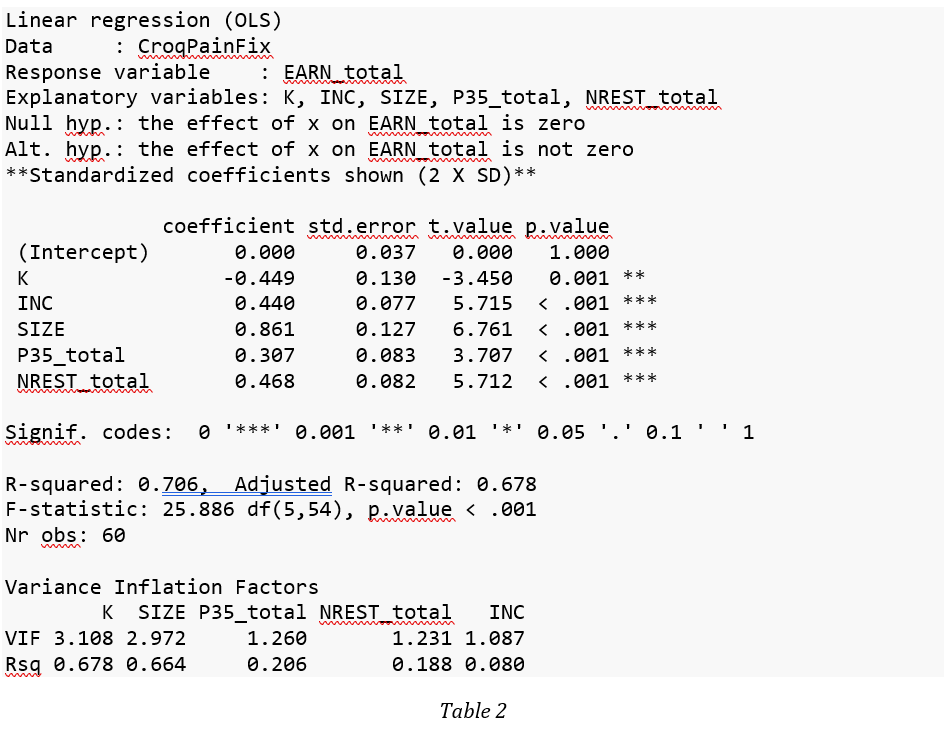 Linear regression (OLS)
Data     : CroqPainFix
Response variable    : EARN_total
Explanatory variables: K, INC, SIZE, P35_total, NREST_total
Null hyp.: the effect of x on EARN_total is zero
Alt. hyp.: the effect of x on EARN_total is not zero
**Standardized coefficients shown (2 X SD)**
            coefficient std.error t.value p.value
 (Intercept)       0.000     0.037   0.000   1.000
 K                -0.449     0.130  -3.450   0.001 **
 INC               0.440     0.077   5.715  < .001 ***
 SIZE              0.861     0.127   6.761  < .001 ***
 P35_total         0.307     0.083   3.707  < .001 ***
 NREST_total       0.468     0.082   5.712  < .001 ***
Signif. codes:  0 '***' 0.001 '**' 0.01 '*' 0.05 '.' 0.1 ' ' 1
R-squared: 0.706,  Adjusted R-squared: 0.678
F-statistic: 25.886 df(5,54), p.value < .001
Nr obs: 60
Variance Inflation Factors
        K  SIZE P35_total NREST_total   INC
VIF 3.108 2.972     1.260       1.231 1.087
Rsq 0.678 0.664     0.206       0.188 0.080
Table 2